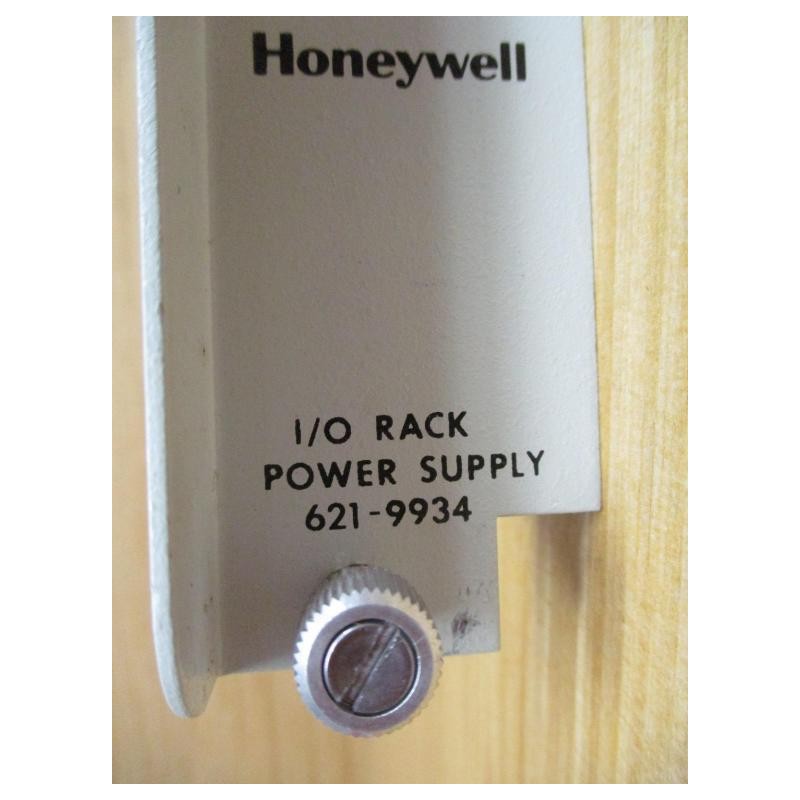 Honeywell
I/O RACK
POWER SUPPLY
621-9934